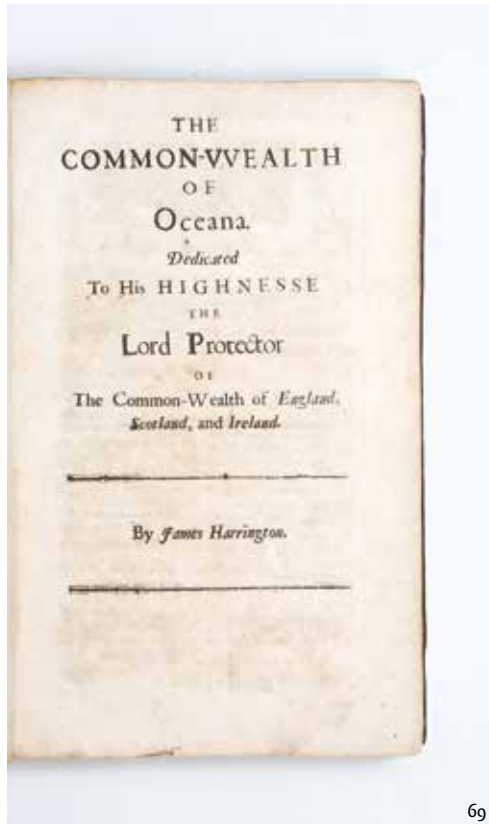 THE
COMMON-VVEALTH
OF
Oceana.
Dedicated
To His HIGHNESSE
THE
Lord Protector
OF
The Common-Wealth of England,
Scotland, and Ireland.
By James Harrington.
69